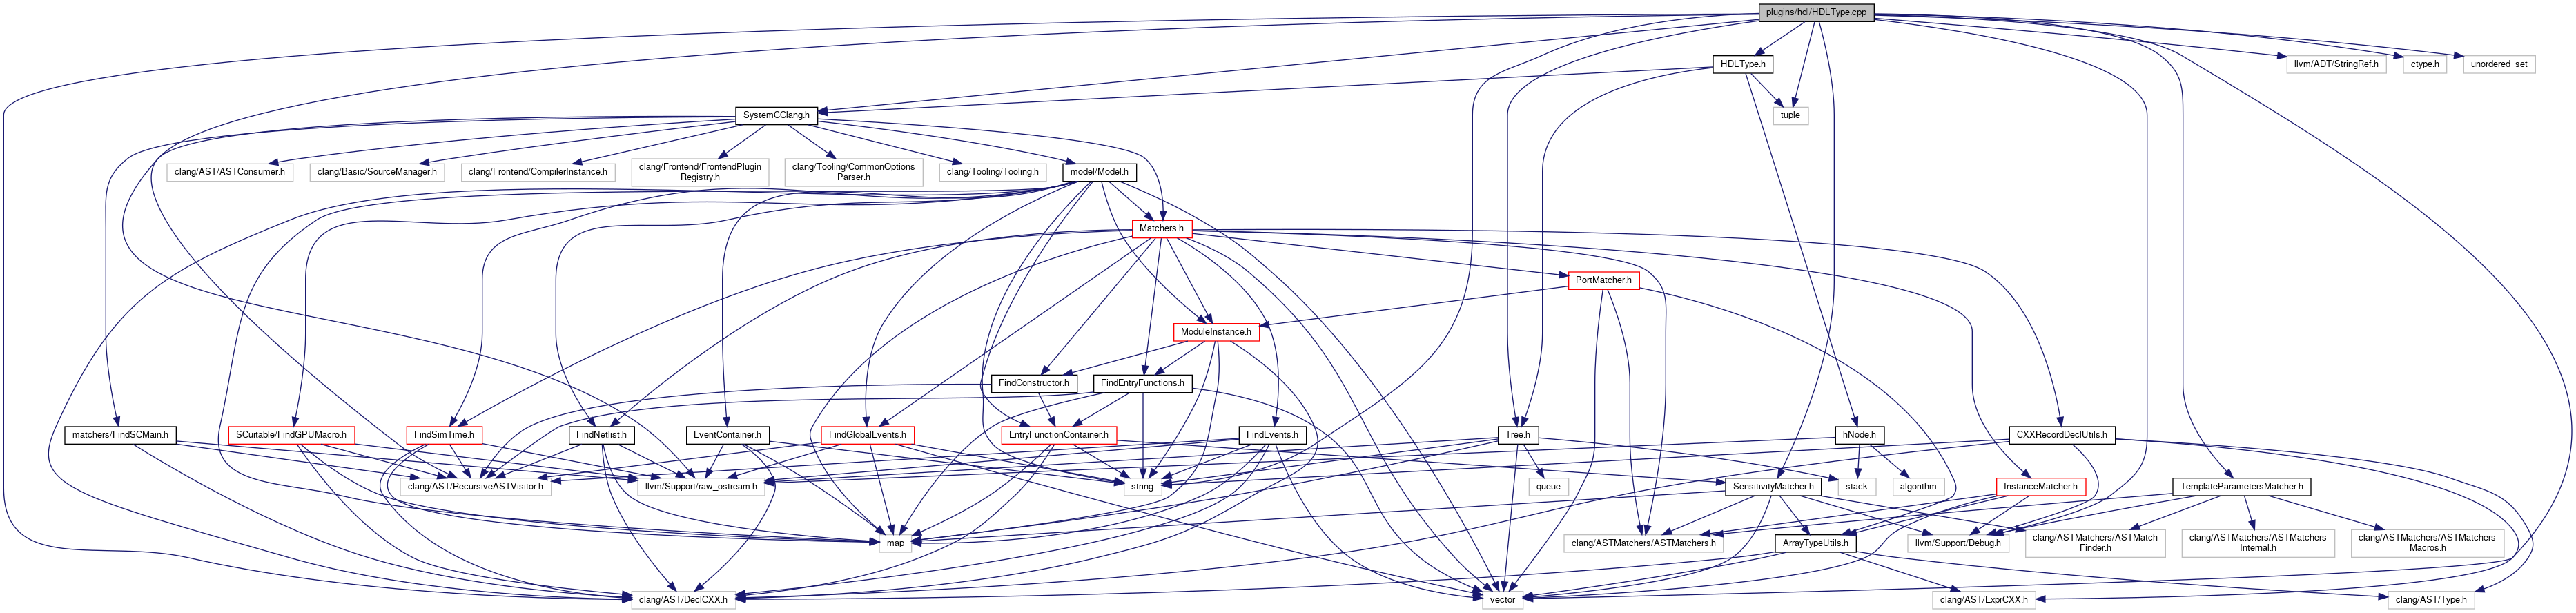 plugins/hdl/HDLType.cpp
HDLType.h
llvm/ADT/StringRef.h
ctype.h
unordered_set
SystemCClang.h
tuple
clang/AST/ASTConsumer.h
clang/Basic/SourceManager.h
clang/Frontend/CompilerInstance.h
clang/Frontend/FrontendPlugin
Registry.h
clang/Tooling/CommonOptions
Parser.h
clang/Tooling/Tooling.h
model/Model.h
Matchers.h
PortMatcher.h
ModuleInstance.h
FindConstructor.h
FindEntryFunctions.h
matchers/FindSCMain.h
SCuitable/FindGPUMacro.h
FindSimTime.h
FindNetlist.h
EventContainer.h
FindGlobalEvents.h
EntryFunctionContainer.h
FindEvents.h
Tree.h
hNode.h
CXXRecordDeclUtils.h
clang/AST/RecursiveASTVisitor.h
llvm/Support/raw_ostream.h
string
queue
SensitivityMatcher.h
stack
algorithm
InstanceMatcher.h
TemplateParametersMatcher.h
map
clang/ASTMatchers/ASTMatchers.h
ArrayTypeUtils.h
llvm/Support/Debug.h
clang/ASTMatchers/ASTMatch
Finder.h
clang/ASTMatchers/ASTMatchers
Internal.h
clang/ASTMatchers/ASTMatchers
Macros.h
clang/AST/DeclCXX.h
vector
clang/AST/ExprCXX.h
clang/AST/Type.h